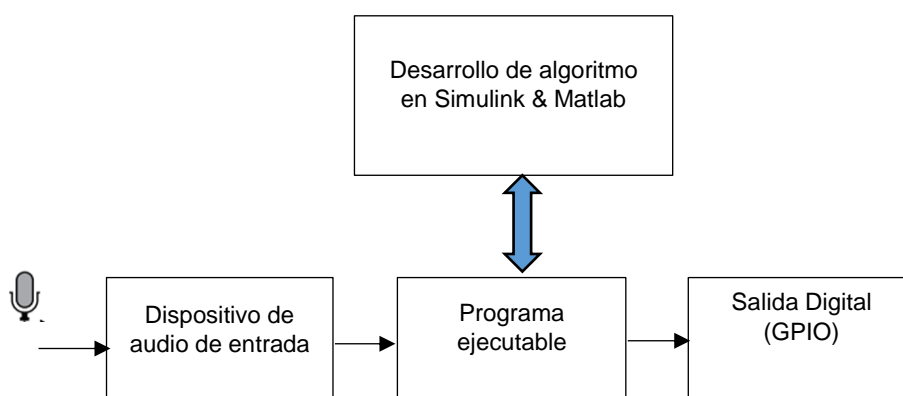 Desarrollo de algoritmo
en Simulink & Matlab
Dispositivo de
audio de entrada
Programa
ejecutable
Salida Digital
(GPIO)